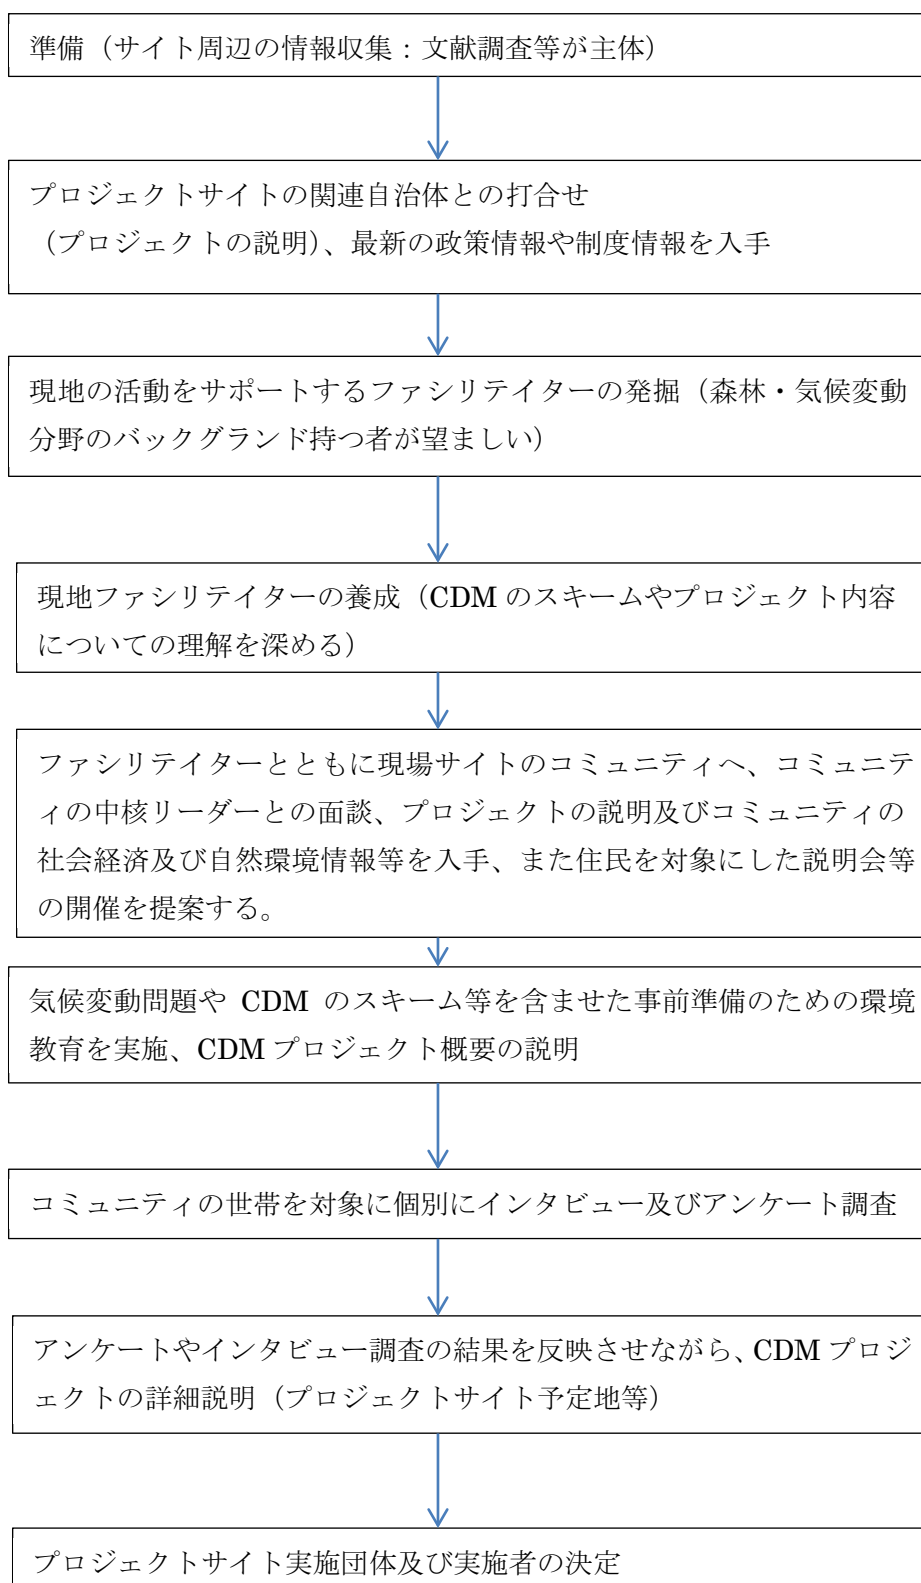 準備（サイト周辺の情報収集：文献調査等が主体）
プロジェクトサイトの関連自治体との打合せ
（プロジェクトの説明）、最新の政策情報や制度情報を入手
現地の活動をサポートするファシリテイターの発掘（森林・気候変動
分野のバックグランド持つ者が望ましい）
現地ファシリテイターの養成（CDM のスキームやプロジェクト内容
についての理解を深める）
ファシリテイターとともに現場サイトのコミュニティへ、コミュニテ
ィの中核リーダーとの面談、プロジェクトの説明及びコミュニティの
社会経済及び自然環境情報等を入手、また住民を対象にした説明会等
の開催を提案する。
気候変動問題や CDM のスキーム等を含ませた事前準備のための環境
教育を実施、CDM プロジェクト概要の説明
コミュニティの世帯を対象に個別にインタビュー及びアンケート調査
アンケートやインタビュー調査の結果を反映させながら、CDM プロジ
ェクトの詳細説明（プロジェクトサイト予定地等）
プロジェクトサイト実施団体及び実施者の決定